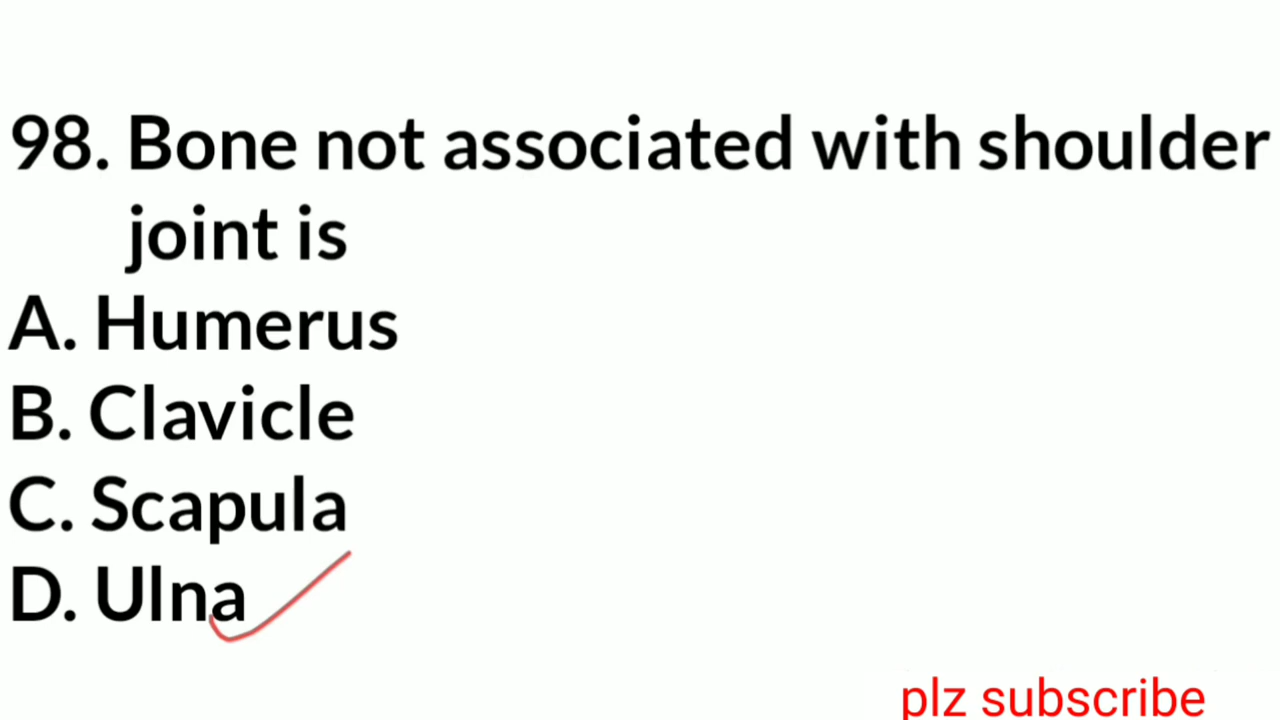 98. Bone not associated with shoulder
joint is
A. Humerus
B. Clavicle
C. Scapula
D. Ulna
plz subscribe